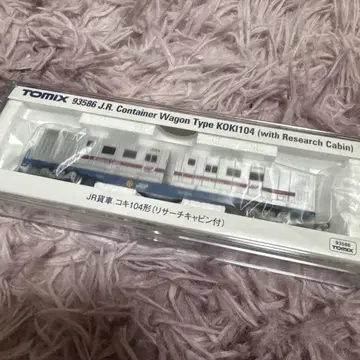 TOMIX 93586 J.R. Container Wagon Type KOKI104 (with Research Cabin)
JR貨車 コキ104形(リサーチキャビン付)
93586
TOMIX